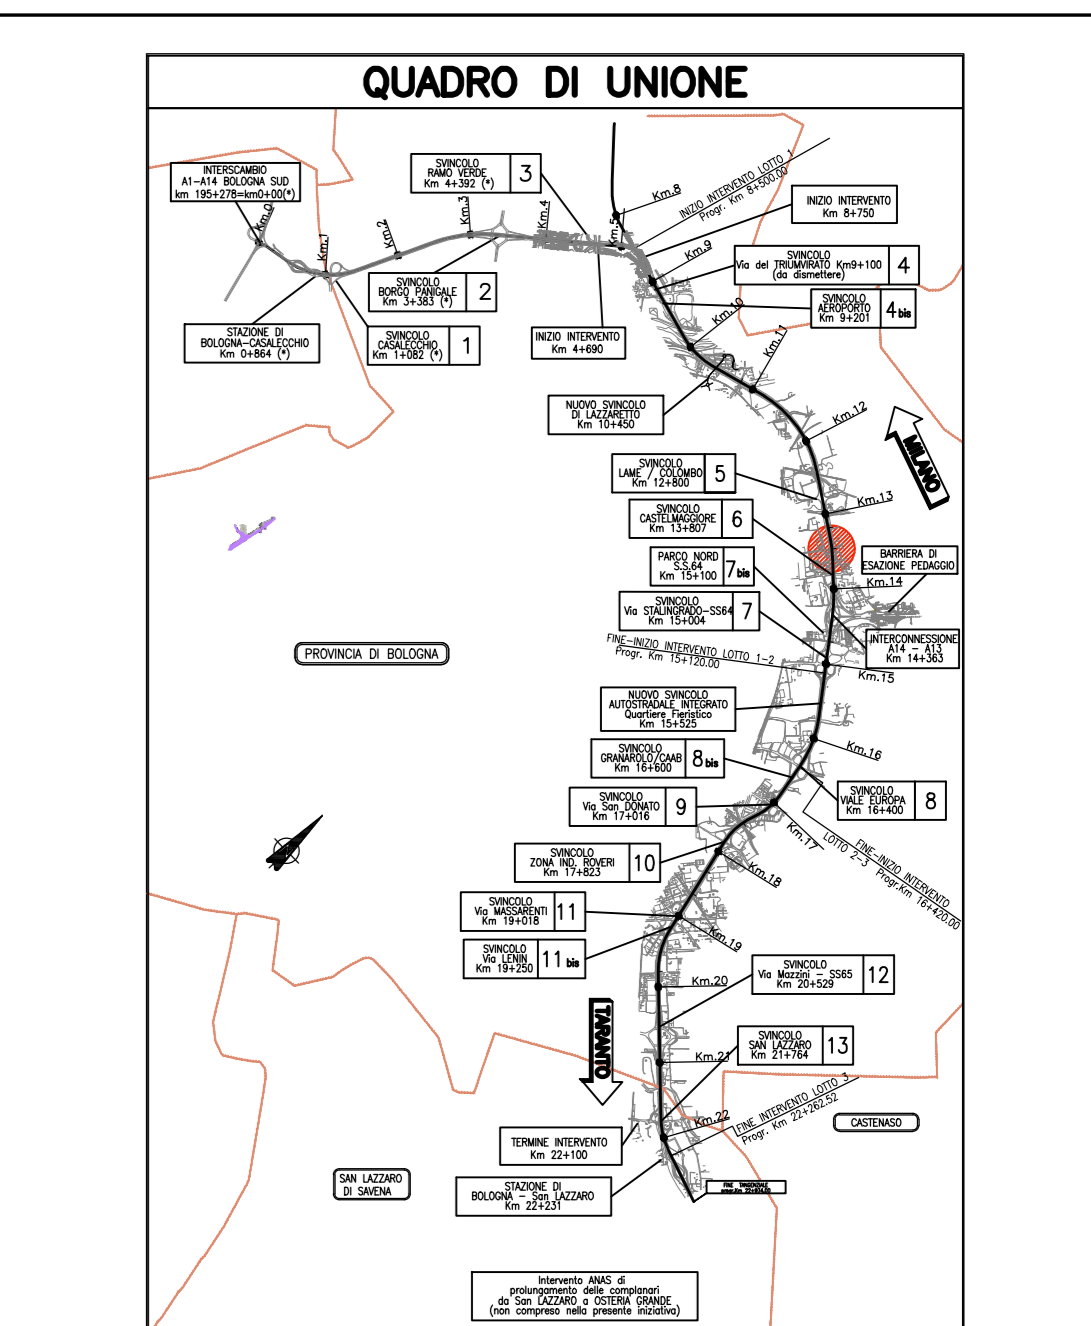 QUADRO DI UNIONE
INTERSCAMBIO
A1-A14 BOLOGNA SUD
km 195+278=km0+00(*)
SVINCOLO
RAMO VERDE
Km 4+392 (*)
3
Km.0
Km.1
Km.2
Km.3
Km.4
Km.5
Km.8
INIZIO INTERVENTO LOTTO 1
Progr. Km 8+500.00
INIZIO INTERVENTO
Km 8+750
Km.9
SVINCOLO
Via del TRIUMVIRATO Km9+100
(da dismettere)
4
SVINCOLO
BORGO PANIGALE
Km 3+383 (*)
2
SVINCOLO
AEROPORTO
Km 9+201
4 bis
STAZIONE DI
BOLOGNA-CASALECCHIO
Km 0+864 (*)
SVINCOLO
CASALECCHIO
Km 1+082 (*)
1
INIZIO INTERVENTO
Km 4+690
Km.10
Km.11
NUOVO SVINCOLO
DI LAZZARETTO
Km 10+450
Km.12
MILANO
SVINCOLO
LAME / COLOMBO
Km 12+800
5
Km.13
SVINCOLO
CASTELMAGGIORE
Km 13+807
6
PARCO NORD
S.S.64
Km 15+100
7 bis
BARRIERA DI
ESAZIONE PEDAGGIO
Km.14
SVINCOLO
Via STALINGRADO-SS64
Km 15+004
7
INTERCONNESSIONE
A14 - A13
Km 14+363
FINE-INIZIO INTERVENTO LOTTO 1-2
Progr. Km 15+120.00
PROVINCIA DI BOLOGNA
Km.15
NUOVO SVINCOLO
AUTOSTRADALE INTEGRATO
Quartiere Fieristico
Km 15+525
Km.16
SVINCOLO
GRANAROLO/CAAB
Km 16+600
8 bis
SVINCOLO
VIALE EUROPA
Km 16+400
8
SVINCOLO
Via San DONATO
Km 17+016
9
Km.17
FINE-INIZIO INTERVENTO
LOTTO 2-3
Progr.Km 16+420.00
SVINCOLO
ZONA IND. ROVERI
Km 17+823
10
Km.18
SVINCOLO
Via MASSARENTI
Km 19+018
11
Km.19
SVINCOLO
Via LENIN
Km 19+250
11 bis
SVINCOLO
Via Mazzini - SS65
Km 20+529
12
Km.20
TARANTO
SVINCOLO
SAN LAZZARO
Km 21+764
13
Km.21
Km.22
FINE INTERVENTO LOTTO 3
Progr. Km 22+262.52
CASTENASO
TERMINE INTERVENTO
Km 22+100
SAN LAZZARO
DI SAVENA
STAZIONE DI
BOLOGNA - San LAZZARO
Km 22+231
FINE TANGENZIALE
Intervento ANAS di
prolungamento delle complanari
da San LAZZARO a OSTERIA GRANDE
(non compreso nella presente iniziativa)